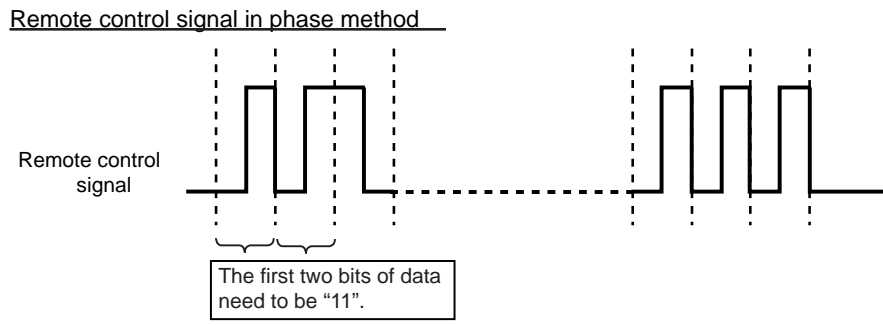 Remote control signal in phase method
Remote control
signal
The first two bits of data
need to be “11”.